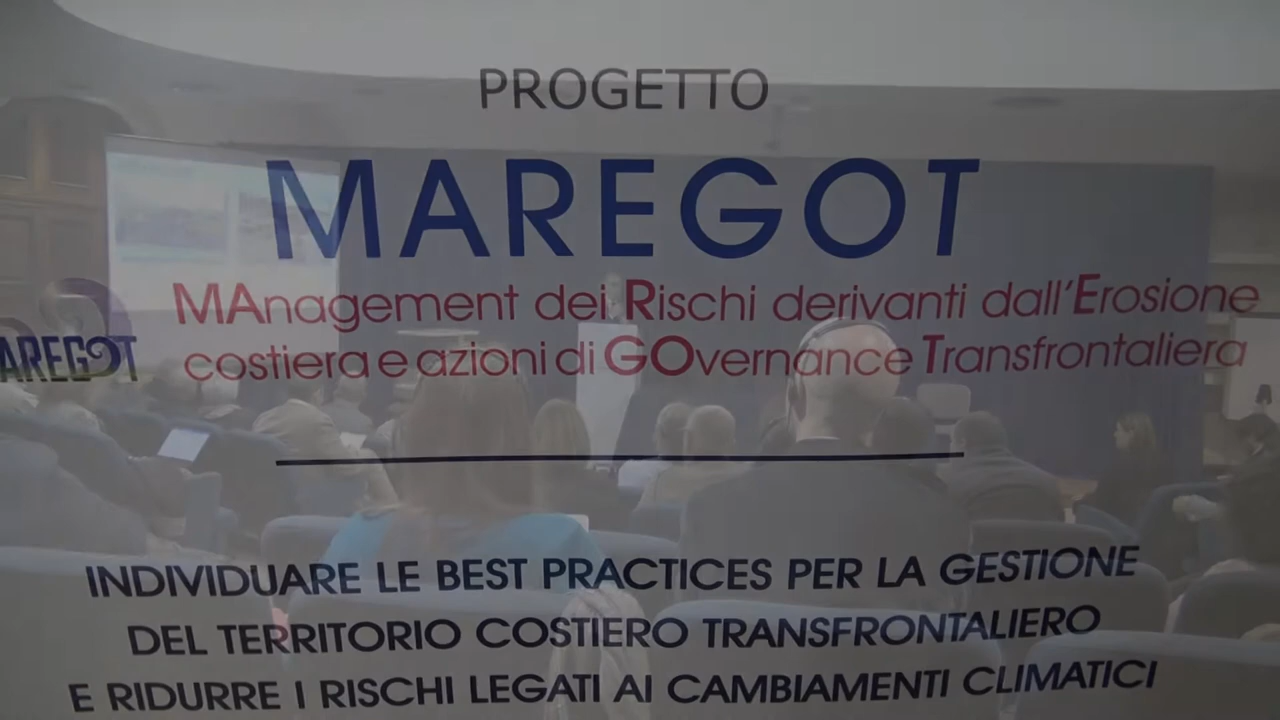 PROGETTO
MAREGOT
MAnagement dei Rischi derivanti dall'Erosione
costiera e azioni di GOvernance Transfrontaliera
AREGOT
INDIVIDUARE LE BEST PRACTICES PER LA GESTIONE
DEL TERRITORIO COSTIERO TRANSFRONTALIERO
E RIDURRE I RISCHI LEGATI AI CAMBIAMENTI CLIMATICI